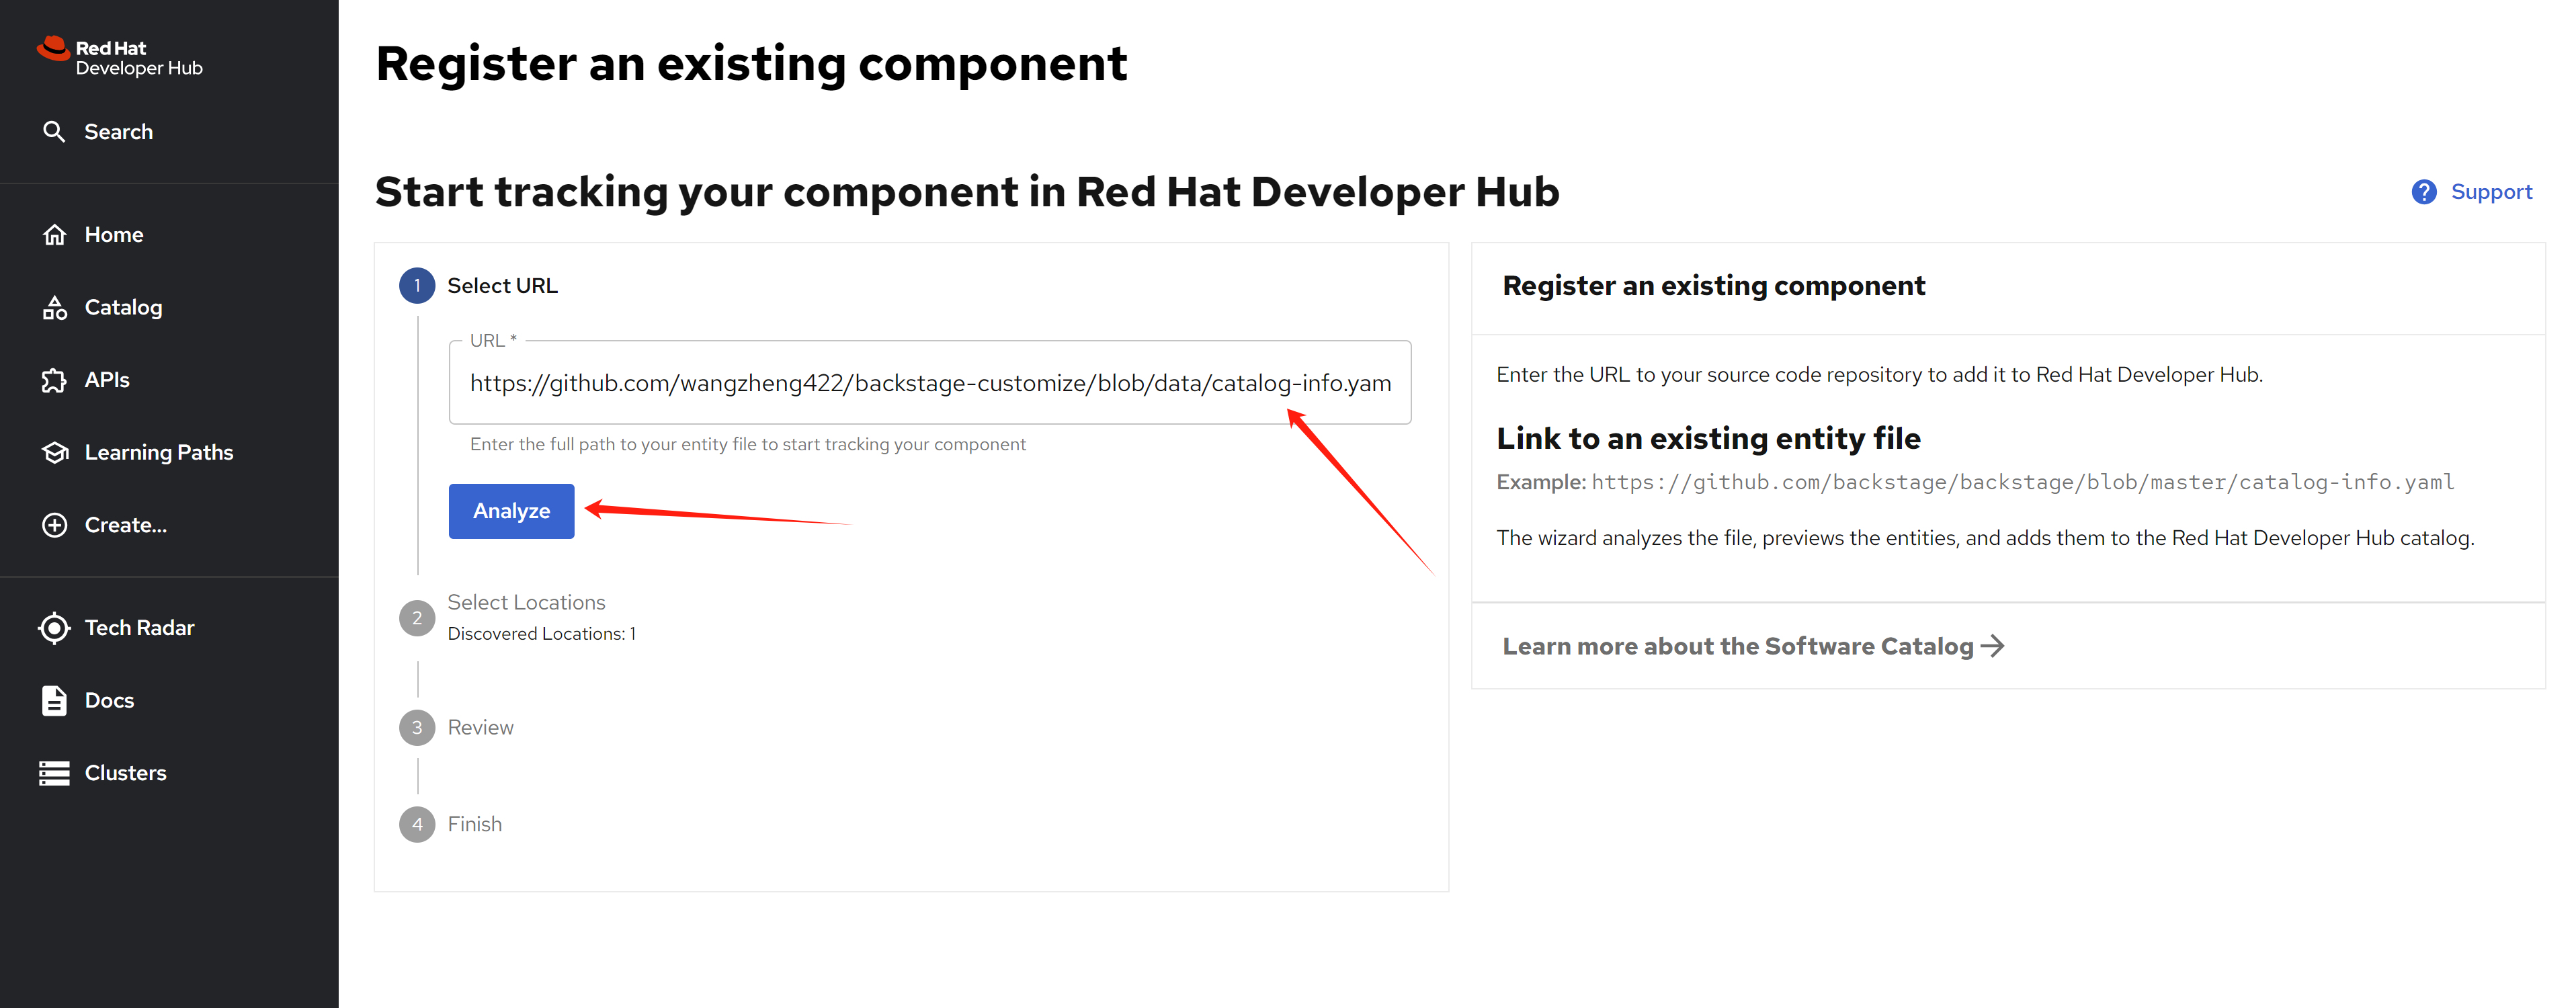 Red Hat
Developer Hub
Search
Home
Catalog
APIs
Learning Paths
Create...
Tech Radar
Docs
Clusters
Register an existing component
Start tracking your component in Red Hat Developer Hub
Support
1 Select URL
URL *
https://github.com/wangzheng422/backstage-customize/blob/data/catalog-info.yam
Enter the full path to your entity file to start tracking your component
Analyze
2 Select Locations
Discovered Locations: 1
3 Review
4 Finish
Register an existing component
Enter the URL to your source code repository to add it to Red Hat Developer Hub.
Link to an existing entity file
Example: https://github.com/backstage/backstage/blob/master/catalog-info.yaml
The wizard analyzes the file, previews the entities, and adds them to the Red Hat Developer Hub catalog.
Learn more about the Software Catalog